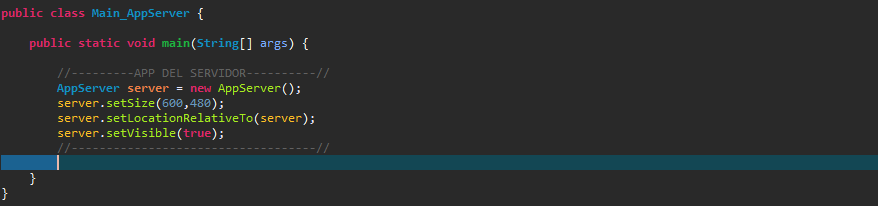 public class Main_AppServer {
public static void main(String[] args) {
//---------APP DEL SERVIDOR----------//
AppServer server = new AppServer();
server.setSize(600,480);
server.setLocationRelativeTo(server);
server.setVisible(true);
//-----------------------------------//
}
}